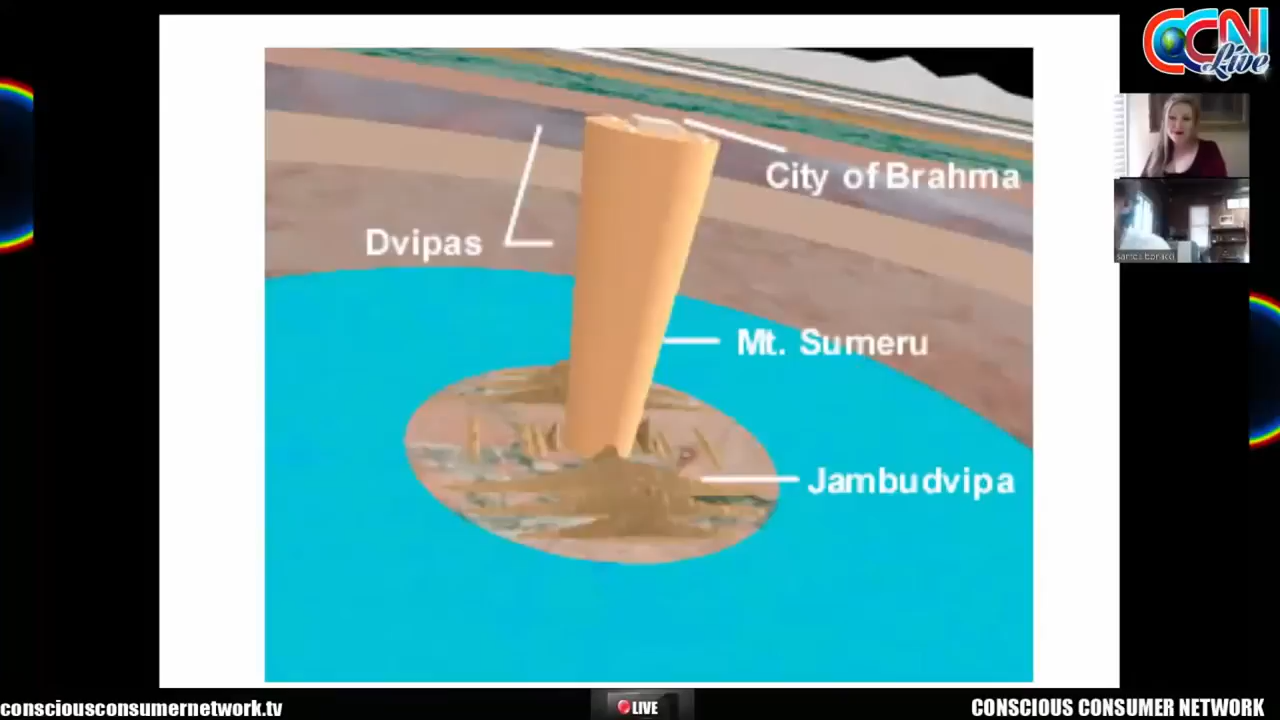 CCN
Live
City of Brahma
Dvipas
Mt. Sumeru
Jambudvipa
consciousconsumernetwork.tv
LIVE
CONSCIOUS CONSUMER NETWORK